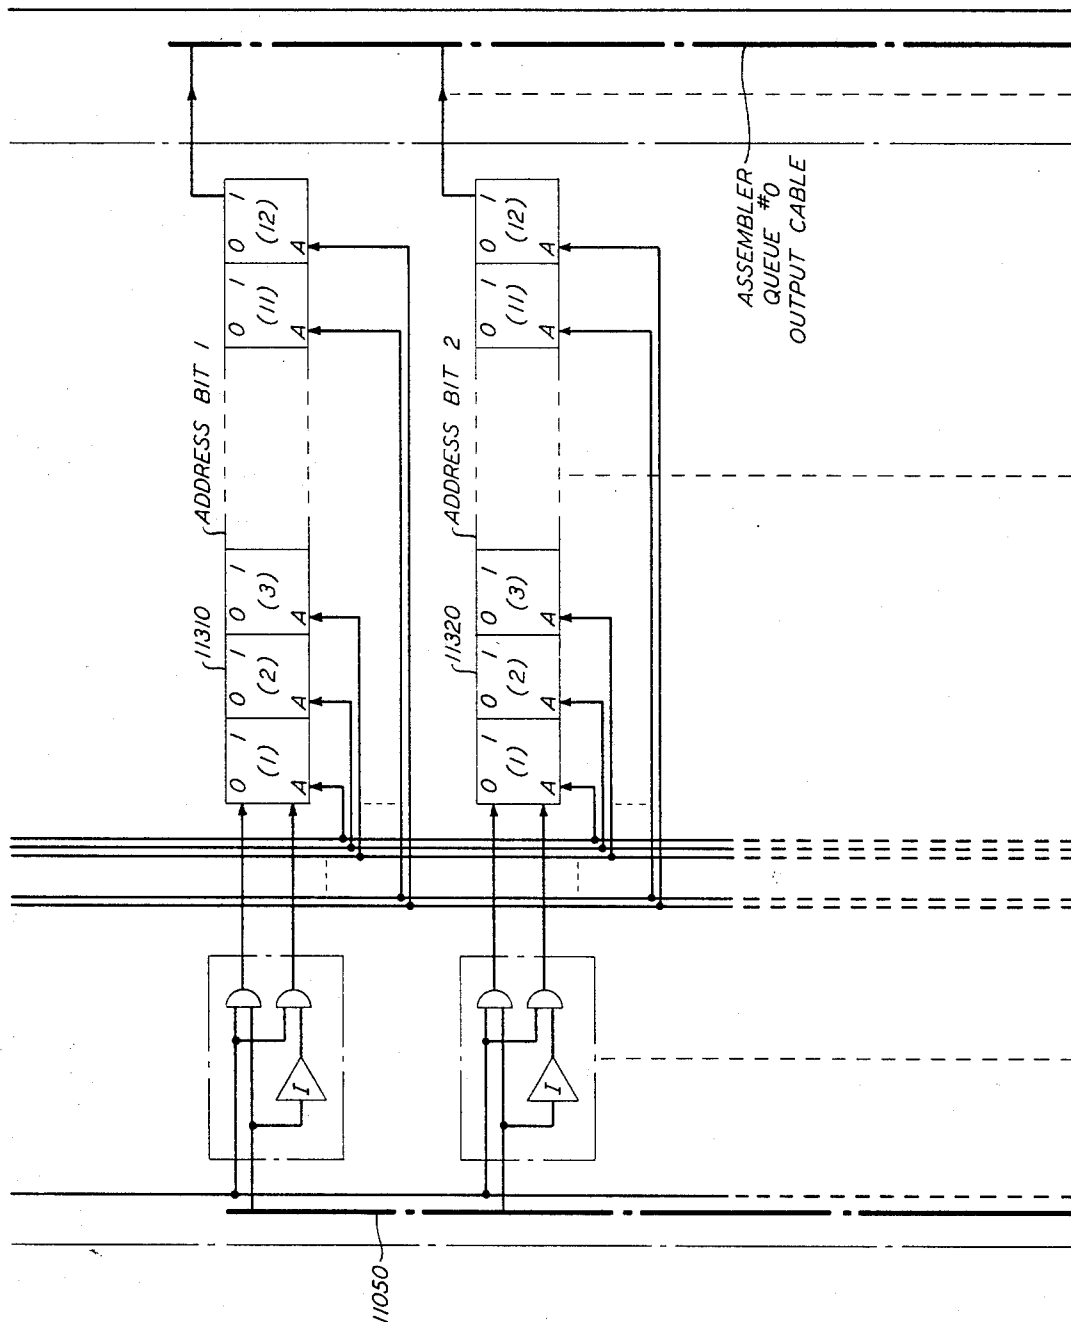 11310 ADDRESS BIT 1
0 1 0 1 0 1 0 1 0 1
(1) (2) (3) (11) (12)
I A A A A A
11050
11320 ADDRESS BIT 2
0 1 0 1 0 1 0 1 0 1
(1) (2) (3) (11) (12)
I A A A A A
ASSEMBLER
QUEUE #0
OUTPUT CABLE